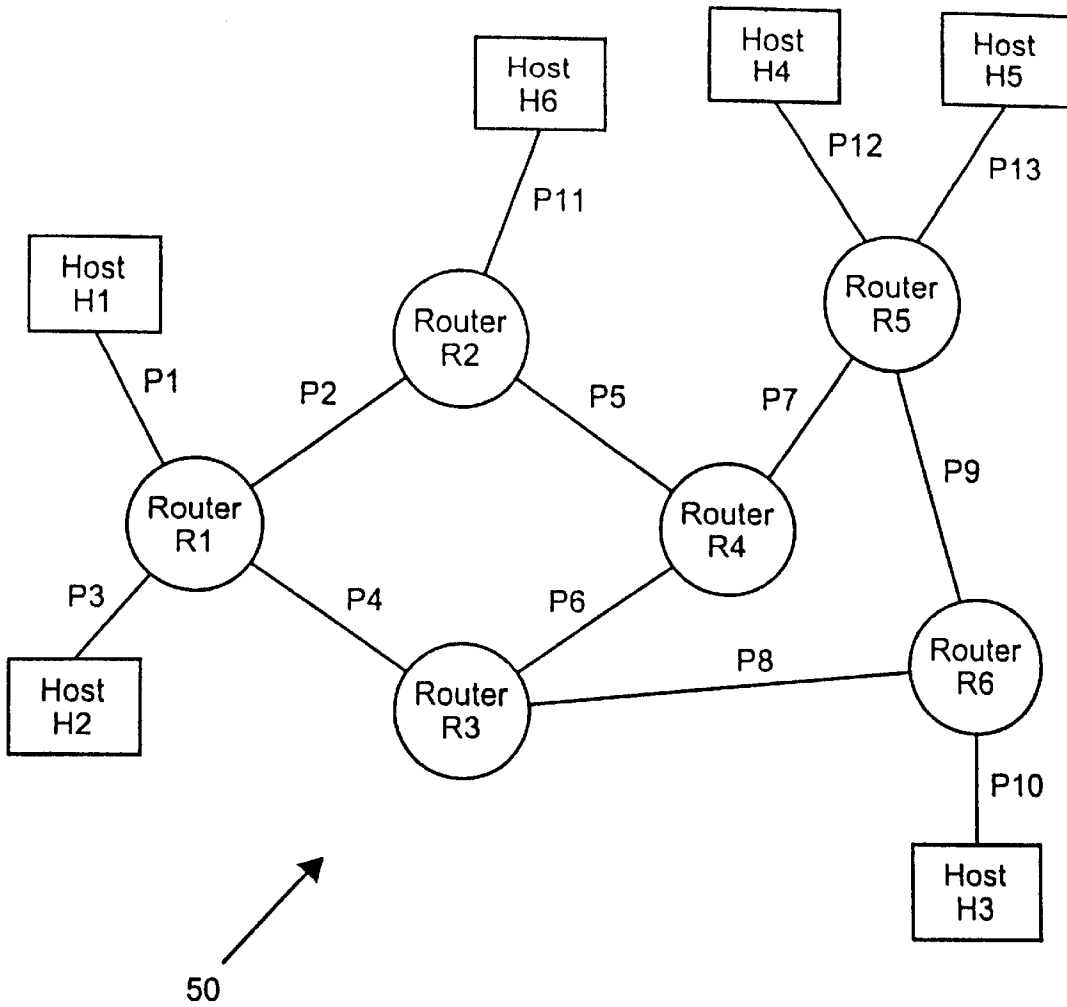 Host
H4
Host
H5
Host
H6
P12
P13
P11
Host
H1
Router
R5
Router
R2
P1
P2
P5
P7
P9
Router
R1
Router
R4
P3
P4
P6
P8
Router
R6
Host
H2
Router
R3
P10
Host
H3
50